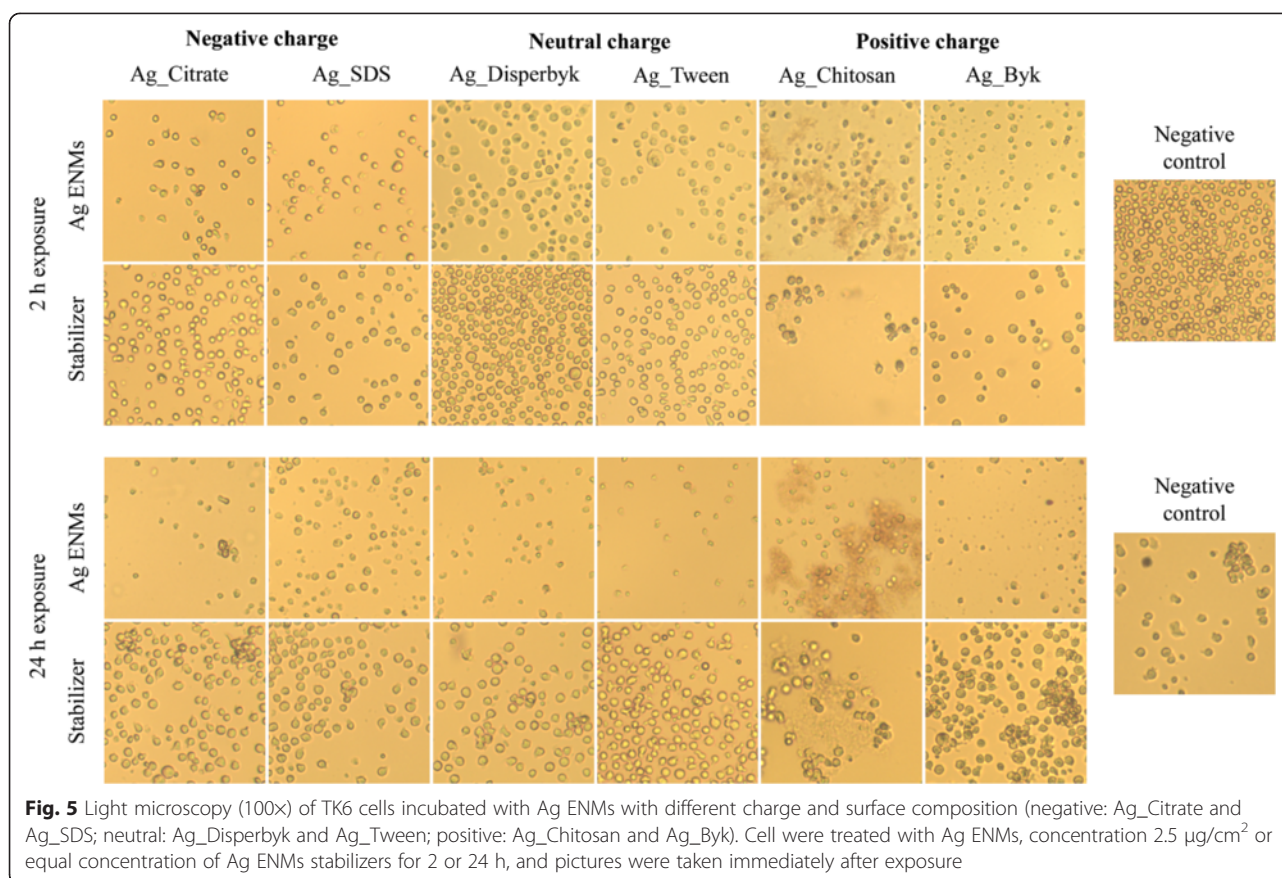 Negative charge
Neutral charge
Positive charge
Ag_Citrate
Ag_SDS
Ag_Disperbyk
Ag_Tween
Ag_Chitosan
Ag_Byk
2 h exposure
Ag ENMs
Stabilizer
Negative
control
24 h exposure
Ag ENMs
Stabilizer
Negative
control
Fig. 5 Light microscopy (100×) of TK6 cells incubated with Ag ENMs with different charge and surface composition (negative: Ag_Citrate and
Ag_SDS; neutral: Ag_Disperbyk and Ag_Tween; positive: Ag_Chitosan and Ag_Byk). Cell were treated with Ag ENMs, concentration 2.5 μg/cm² or
equal concentration of Ag ENMs stabilizers for 2 or 24 h, and pictures were taken immediately after exposure